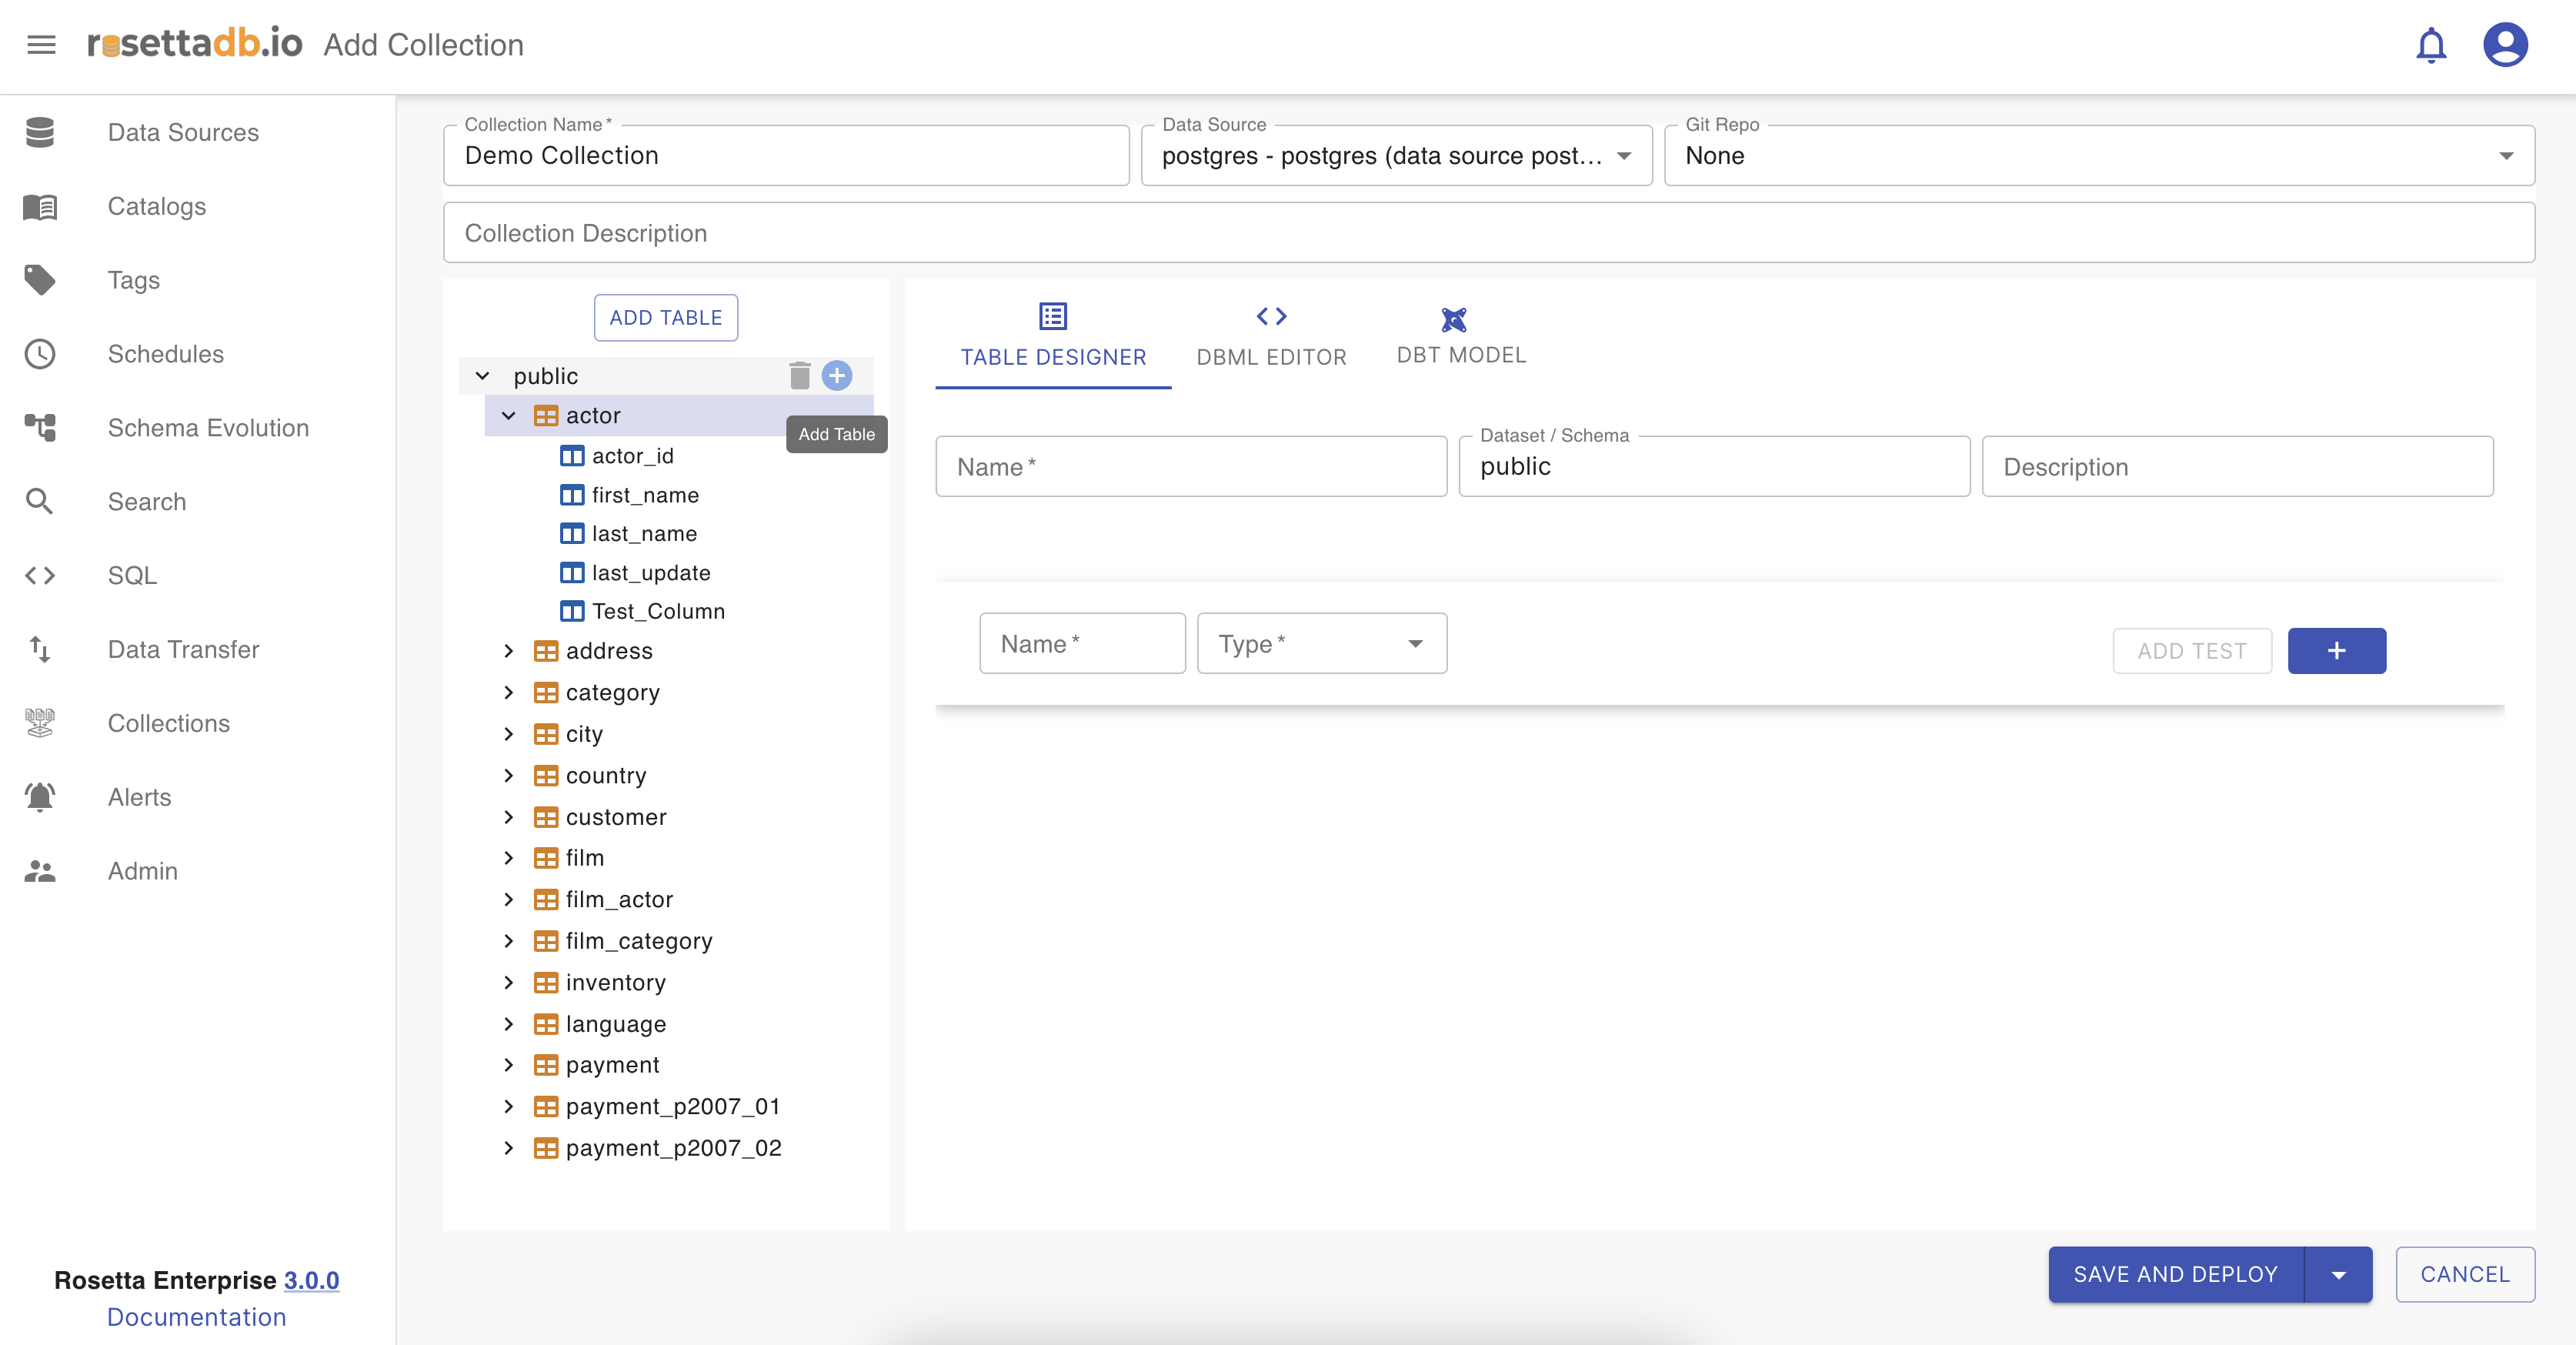 rosettadb.io Add Collection
Data Sources
Catalogs
Tags
Schedules
Schema Evolution
Search
SQL
Data Transfer
Collections
Alerts
Admin
Rosetta Enterprise 3.0.0
Documentation
Collection Name *
Demo Collection
Data Source
postgres - postgres (data source post...
Git Repo
None
Collection Description
ADD TABLE
public
actor
Add Table
actor_id
first_name
last_name
last_update
Test_Column
address
category
city
country
customer
film
film_actor
film_category
inventory
language
payment
payment_p2007_01
payment_p2007_02
TABLE DESIGNER
DBML EDITOR
DBT MODEL
Name *
Dataset / Schema
public
Description
Name *
Type *
ADD TEST
+
SAVE AND DEPLOY
CANCEL